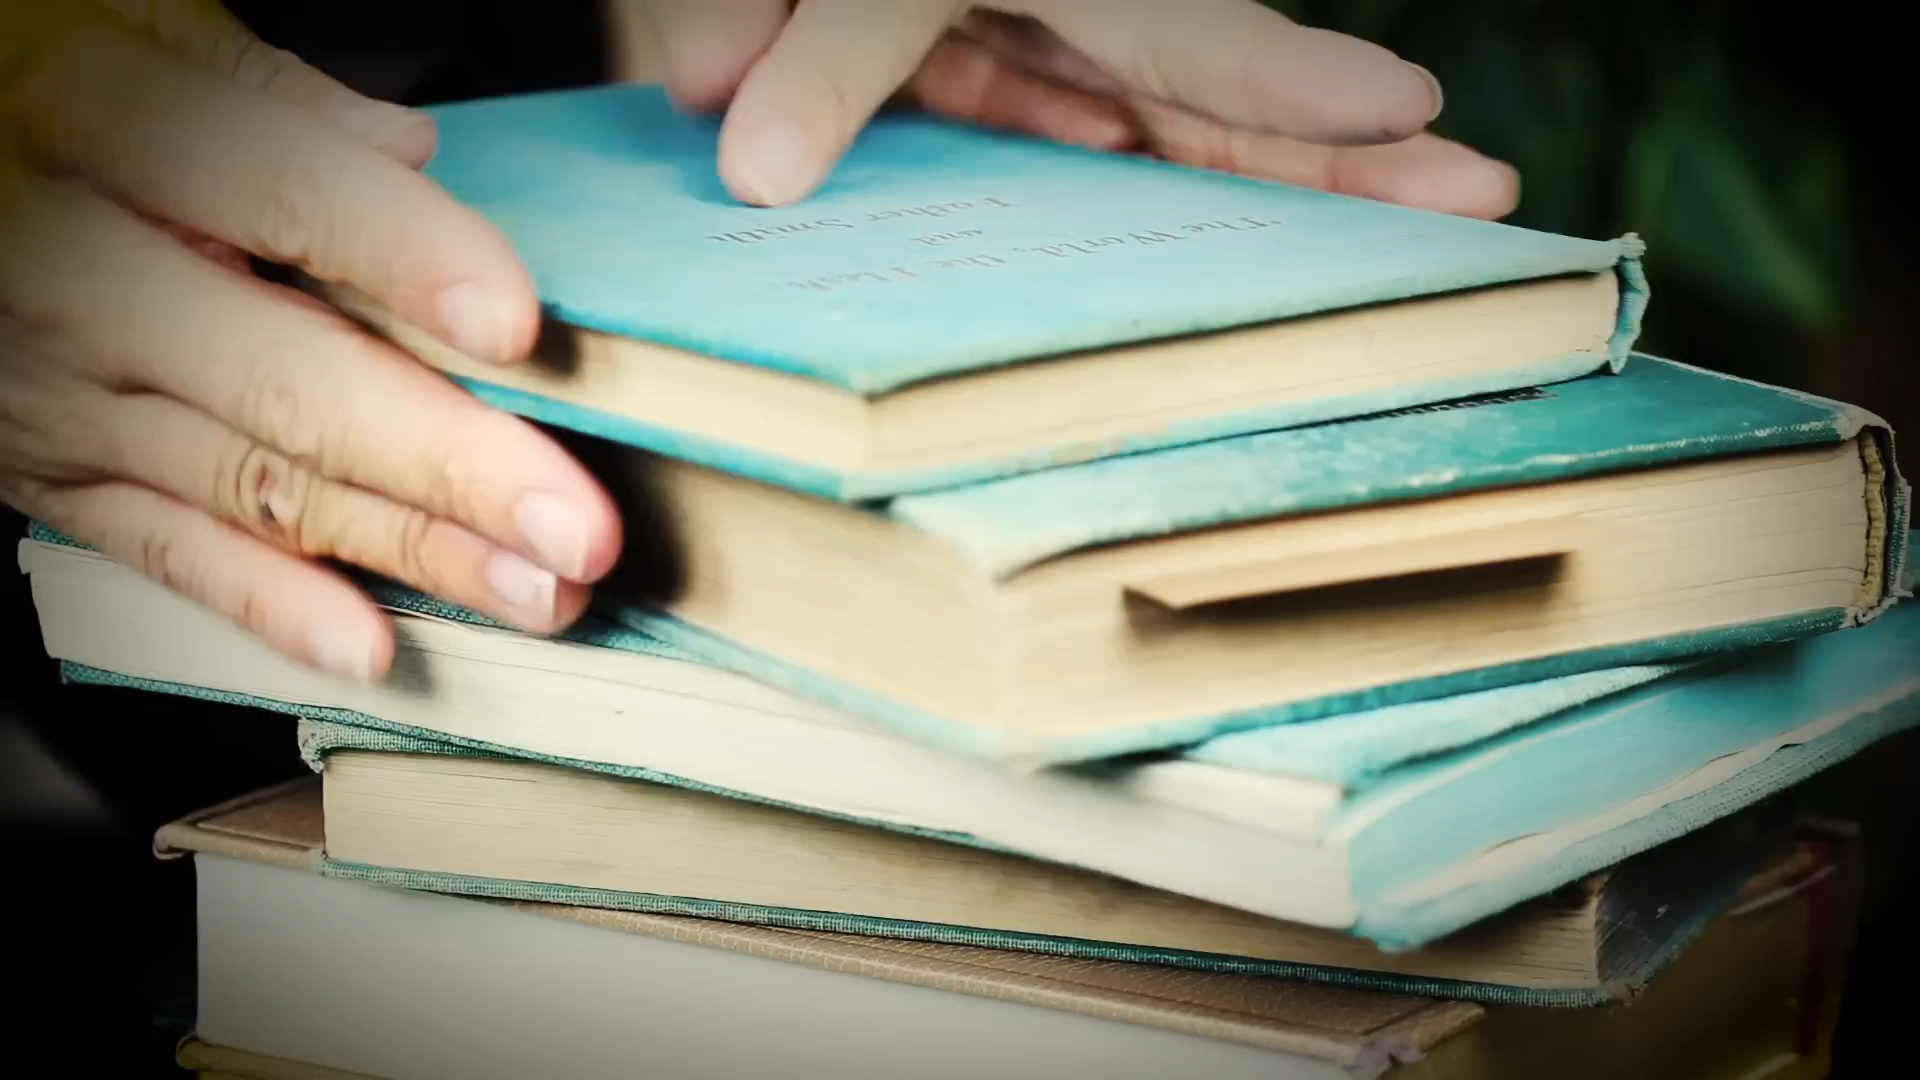 The World, the Flesh,
and
Father Smith